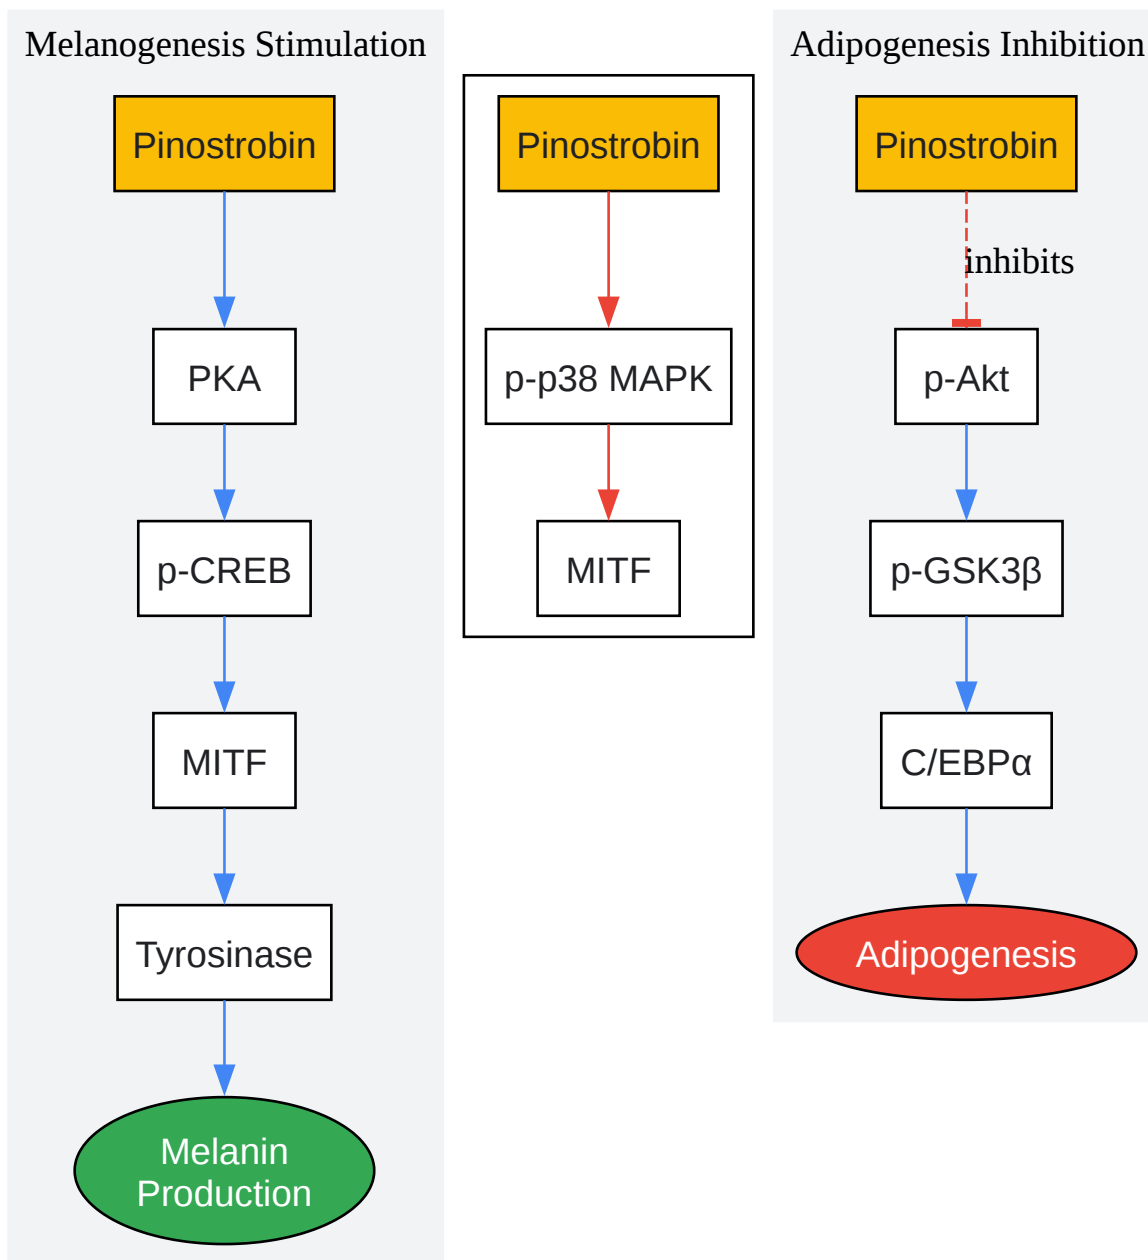 Melanogenesis Stimulation
Pinostrobin
PKA
p-CREB
MITF
Tyrosinase
Melanin
Production
Pinostrobin
p-p38 MAPK
MITF
Adipogenesis Inhibition
Pinostrobin
inhibits
p-Akt
p-GSK3β
C/EBPα
Adipogenesis